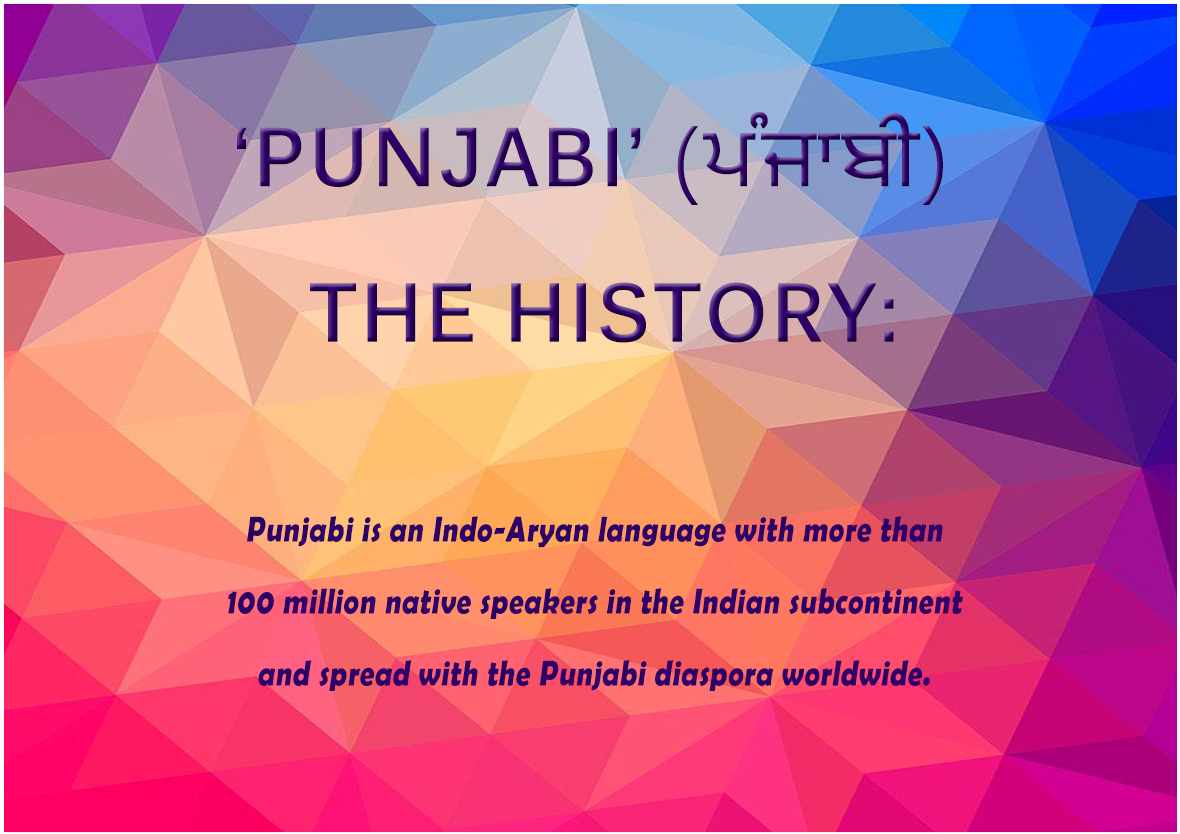 ‘PUNJABI’ (ਪੰਜਾਬੀ)
THE HISTORY:
Punjabi is an Indo-Aryan language with more than
100 million native speakers in the Indian subcontinent
and spread with the Punjabi diaspora worldwide.